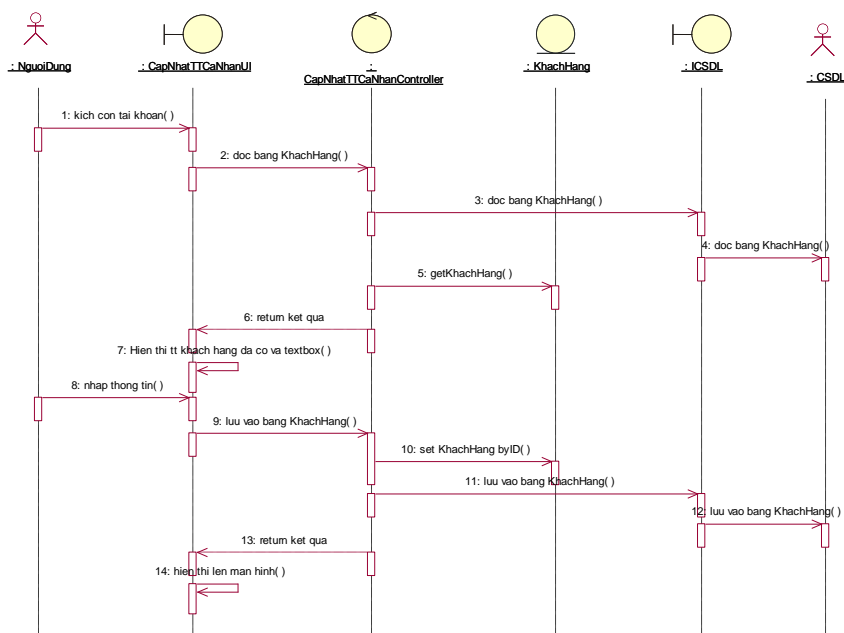 : NguoiDung
: CapNhatTTCaNhanUI
:
CapNhatTTCaNhanController
: KhachHang
: ICSDL
: CSDL
1: kich con tai khoan( )
2: doc bang KhachHang( )
3: doc bang KhachHang( )
4: doc bang KhachHang( )
5: getKhachHang( )
6: return ket qua
7: Hien thi tt khach hang da co va textbox( )
8: nhap thong tin( )
9: luu vao bang KhachHang( )
10: set KhachHang byID( )
11: luu vao bang KhachHang( )
12: luu vao bang KhachHang( )
13: return ket qua
14: hien thi len man hinh( )